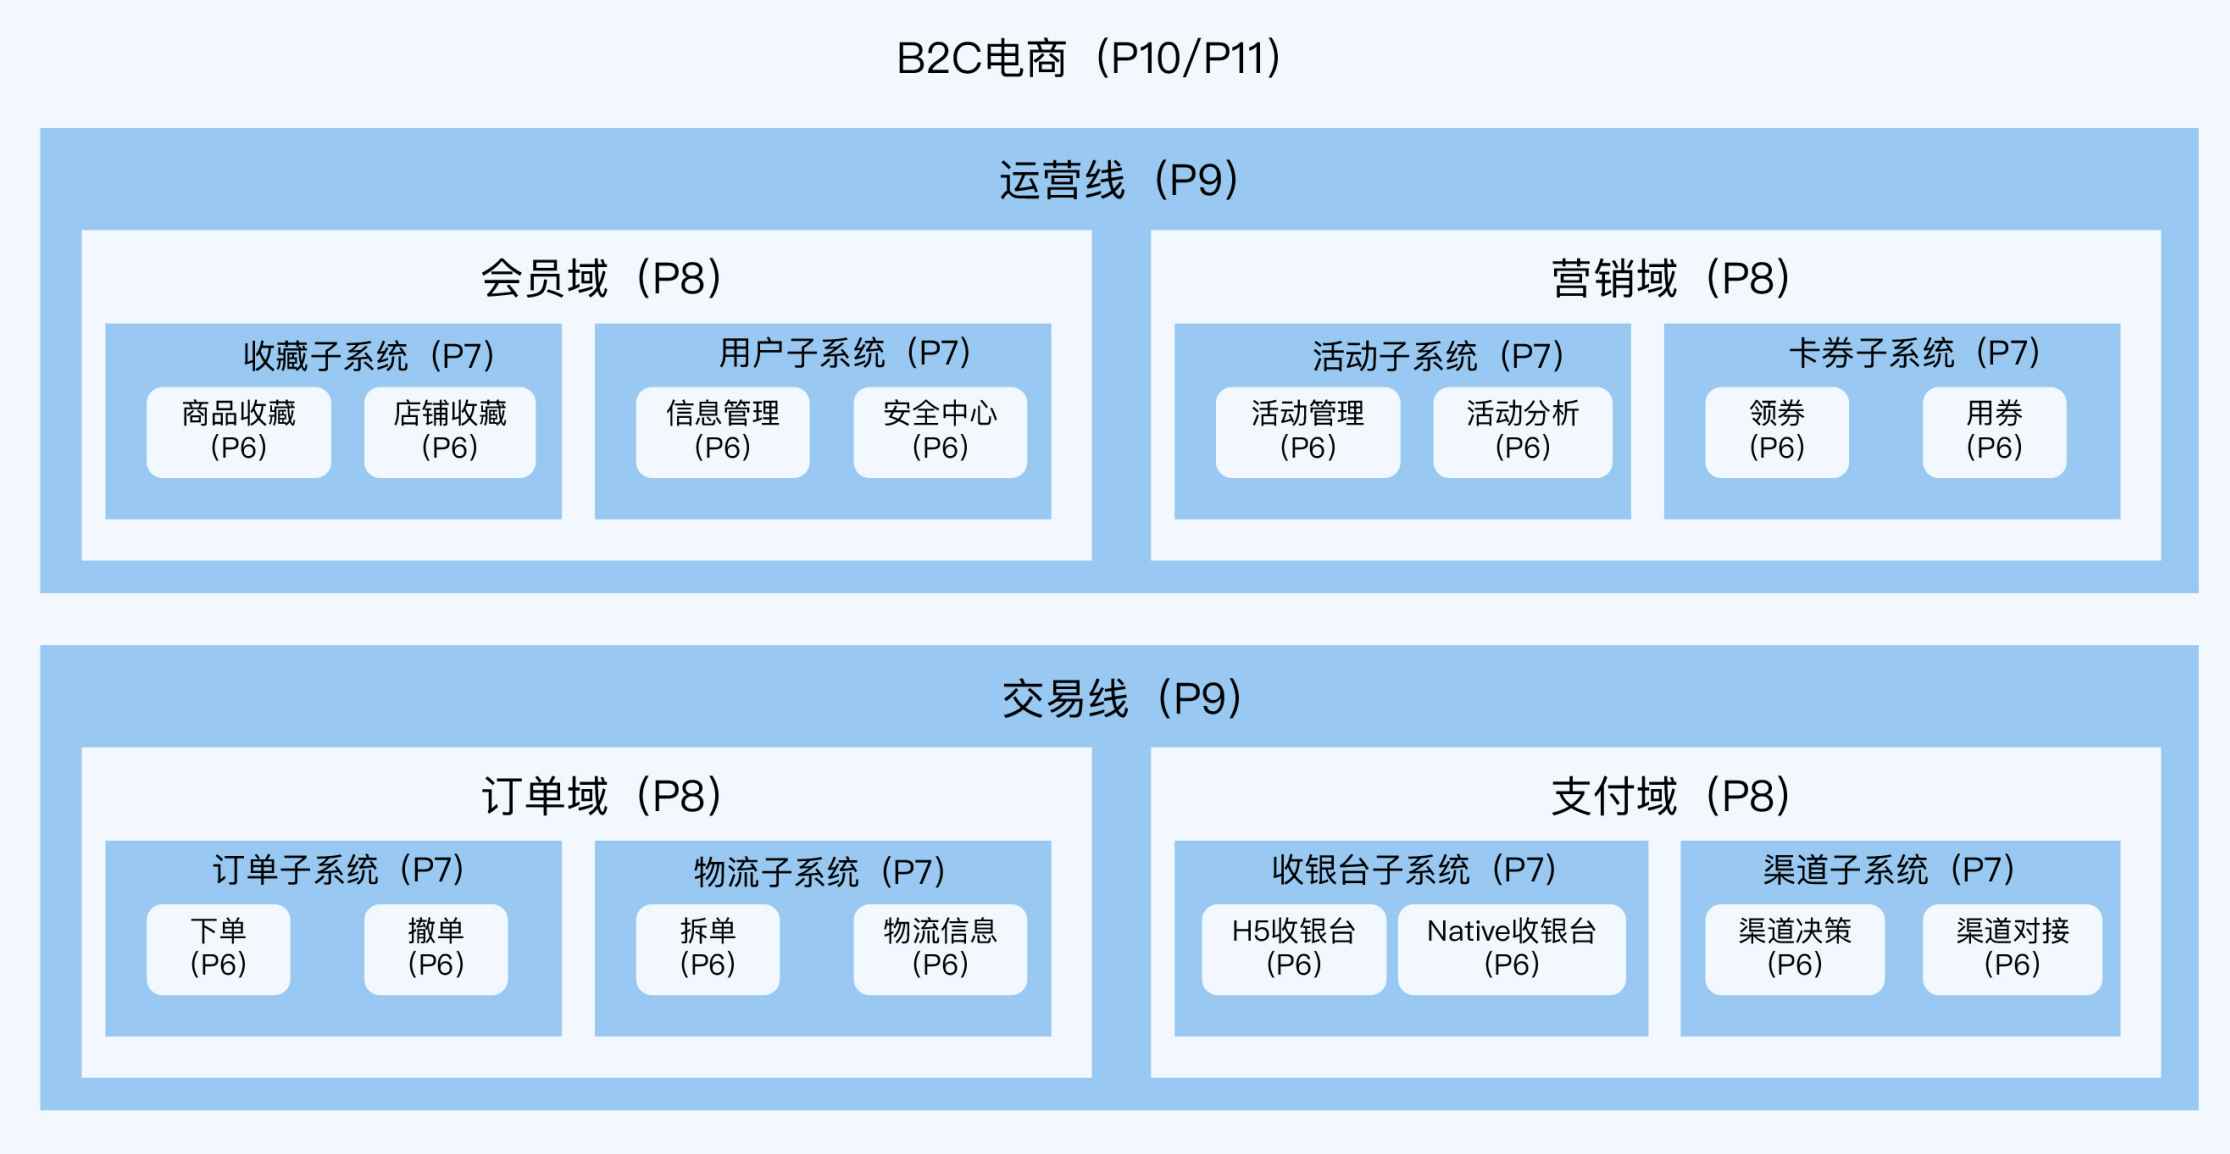 B2C电商（P10/P11）
运营线（P9）
会员域（P8）
收藏子系统（P7）
商品收藏
(P6)
店铺收藏
(P6)
用户子系统（P7）
信息管理
(P6)
安全中心
(P6)
营销域（P8）
活动子系统（P7）
活动管理
(P6)
活动分析
(P6)
卡券子系统（P7）
领券
(P6)
用券
(P6)
交易线（P9）
订单域（P8）
订单子系统（P7）
下单
(P6)
撤单
(P6)
物流子系统（P7）
拆单
(P6)
物流信息
(P6)
支付域（P8）
收银台子系统（P7）
H5收银台
(P6)
Native收银台
(P6)
渠道子系统（P7）
渠道决策
(P6)
渠道对接
(P6)